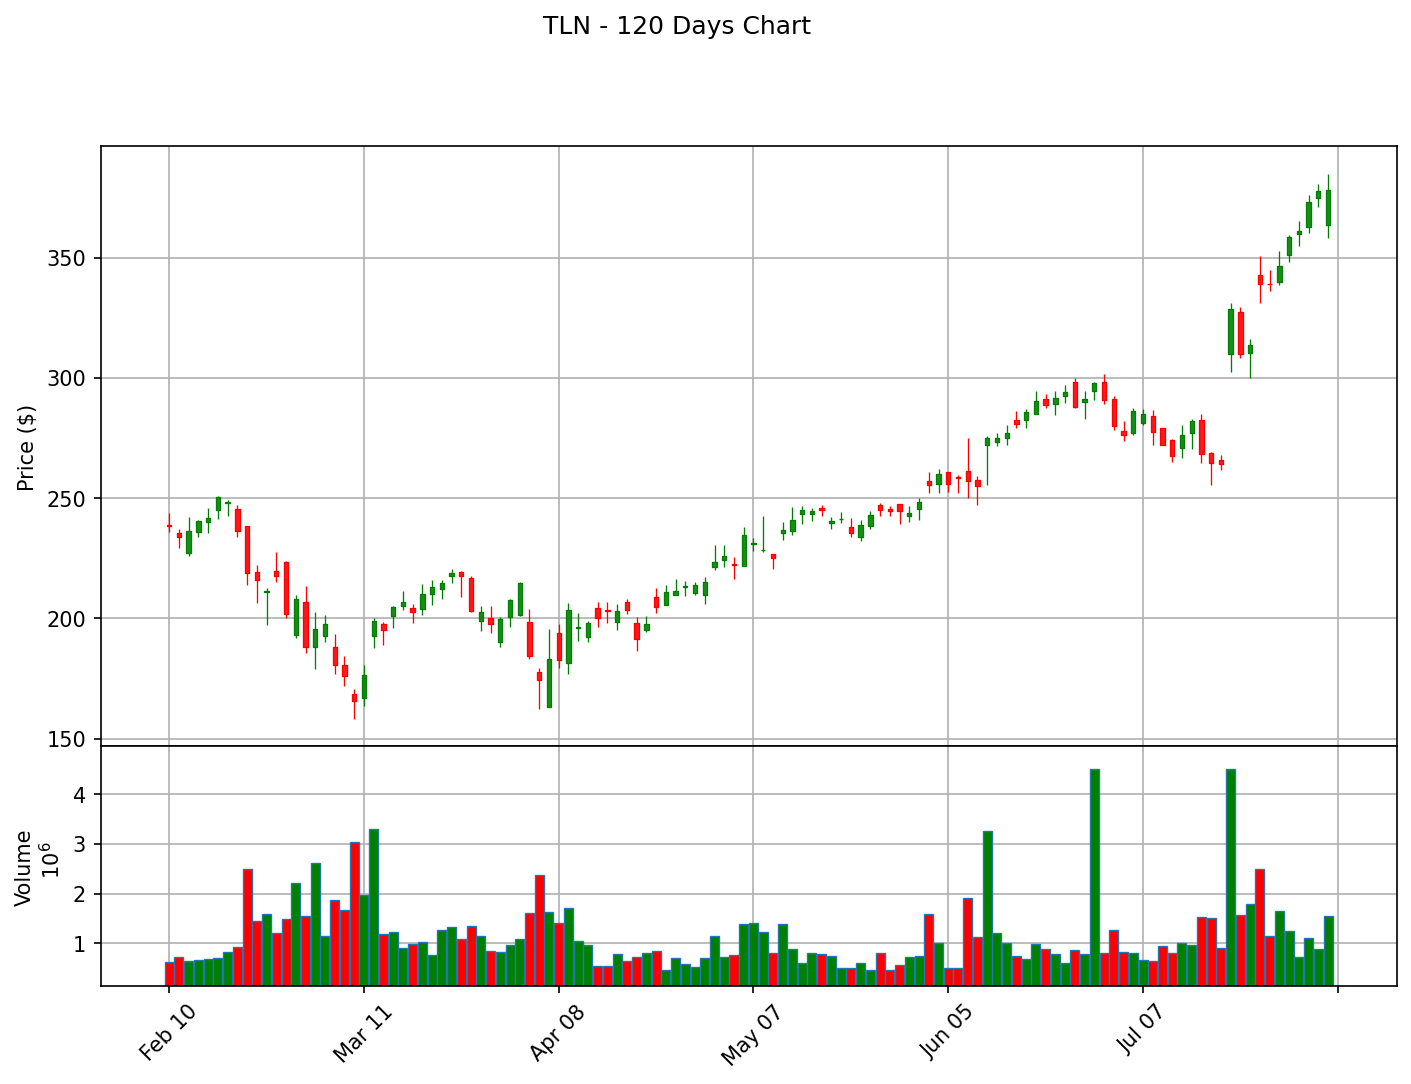 TLN - 120 Days Chart
Price ($)
350
300
250
200
150
Volume
10⁶
4
3
2
1
Feb 10
Mar 11
Apr 08
May 07
Jun 05
Jul 07